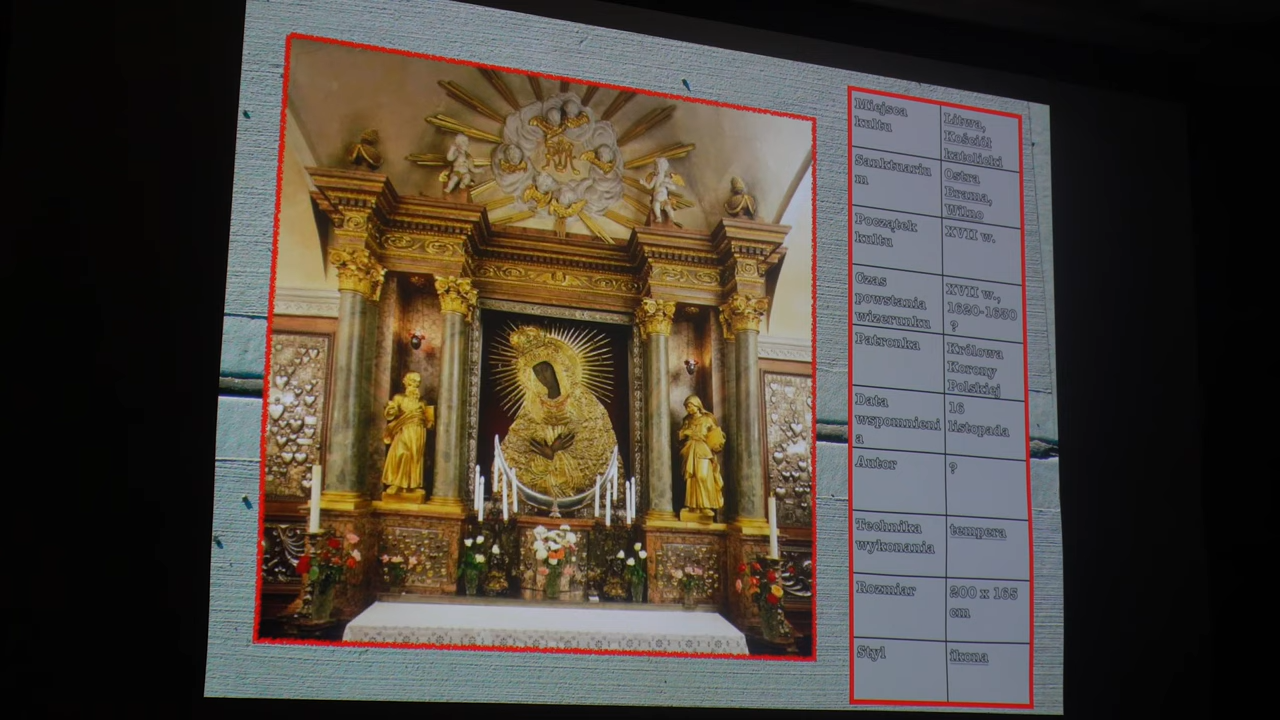 Miejsca
kultu
Litwa,
Kościół
katolicki
Sanktuariu
m
Ostra
Brama,
Wilno
Początek
kultu
XVII w.
Czas
powstania
wizerunku
XVII w.,
1620-1630
?
Patronka
Królowa
Korony
Polskiej
Data
wspomnieni
a
16
listopada
Autor
?
Technika
wykonania
tempera
Rozmiar
200 x 165
cm
Styl
ikona